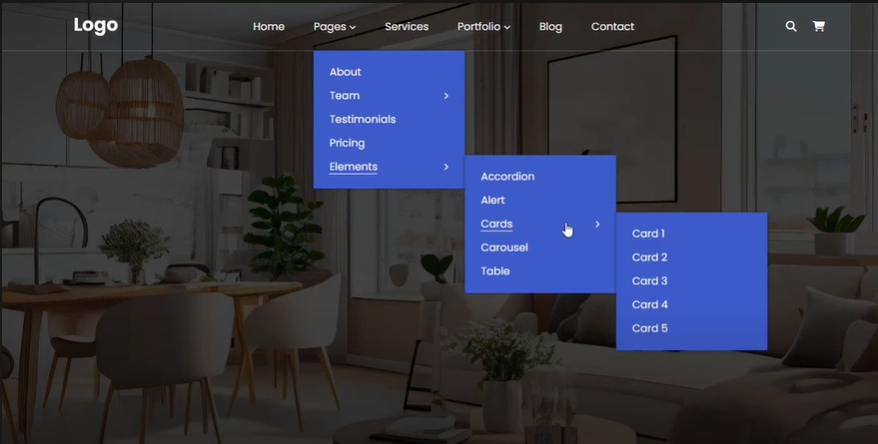 Logo
Home Pages Services Portfolio Blog Contact
About
Team
Testimonials
Pricing
Elements
Accordion
Alert
Cards
Carousel
Table
Card 1
Card 2
Card 3
Card 4
Card 5